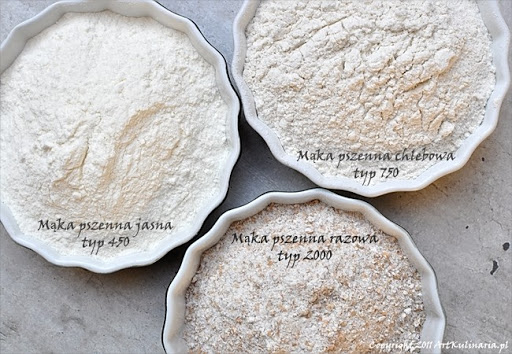 Mąka pszenna chlebowa
typ 750
Mąka pszenna jasna
typ 450
Mąka pszenna razowa
typ 2000
Copyright 2011 ArtKulinaria.pl